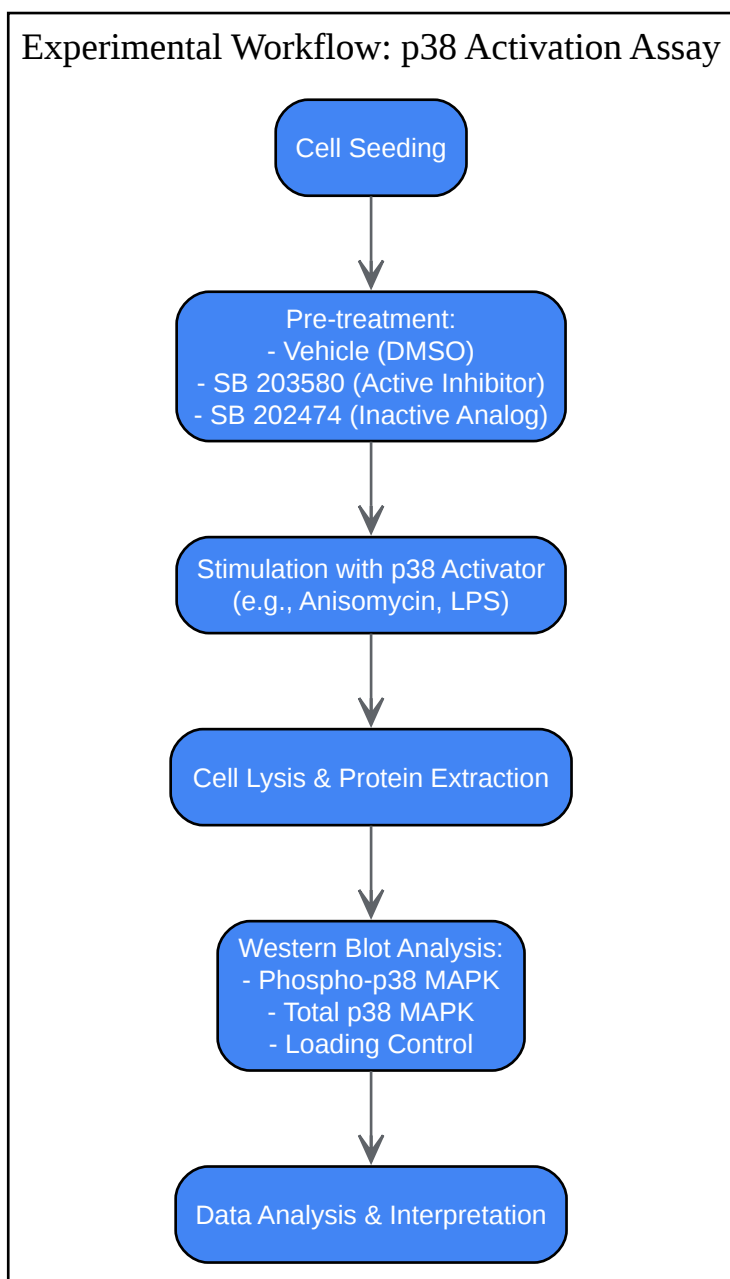 Experimental Workflow: p38 Activation Assay
Cell Seeding
Pre-treatment:
- Vehicle (DMSO)
- SB 203580 (Active Inhibitor)
- SB 202474 (Inactive Analog)
Stimulation with p38 Activator
(e.g., Anisomycin, LPS)
Cell Lysis & Protein Extraction
Western Blot Analysis:
- Phospho-p38 MAPK
- Total p38 MAPK
- Loading Control
Data Analysis & Interpretation